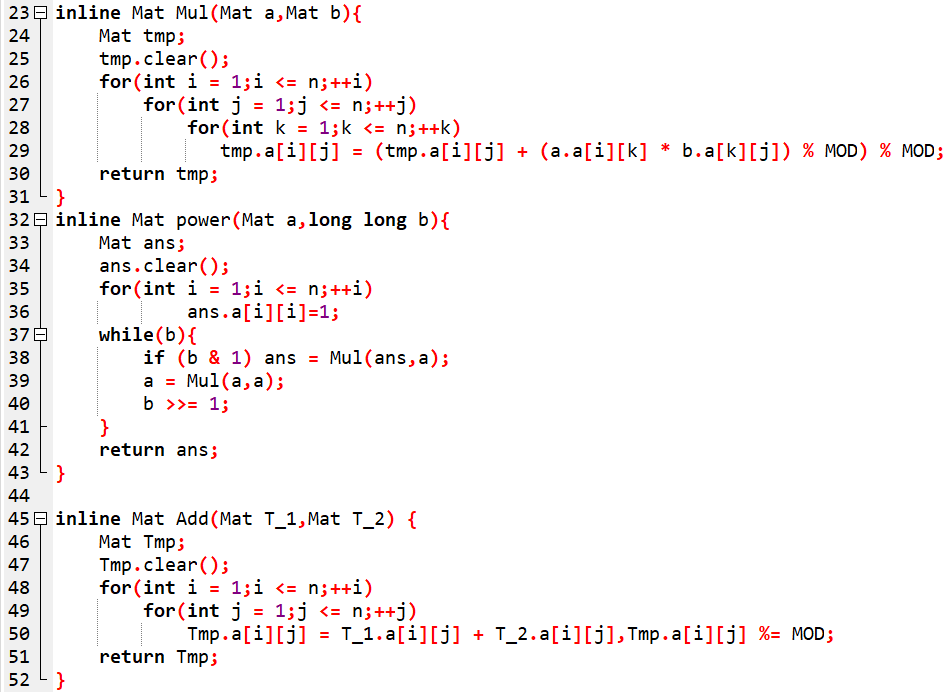 23 inline Mat Mul(Mat a,Mat b){
24     Mat tmp;
25     tmp.clear();
26     for(int i = 1;i <= n;++i)
27         for(int j = 1;j <= n;++j)
28             for(int k = 1;k <= n;++k)
29                tmp.a[i][j] = (tmp.a[i][j] + (a.a[i][k] * b.a[k][j]) % MOD) % MOD;
30     return tmp;
31 }
32 inline Mat power(Mat a,long long b){
33     Mat ans;
34     ans.clear();
35     for(int i = 1;i <= n;++i)
36             ans.a[i][i]=1;
37     while(b){
38         if (b & 1) ans = Mul(ans,a);
39         a = Mul(a,a);
40         b >>= 1;
41     }
42     return ans;
43 }
44
45 inline Mat Add(Mat T_1,Mat T_2) {
46     Mat Tmp;
47     Tmp.clear();
48     for(int i = 1;i <= n;++i)
49         for(int j = 1;j <= n;++j)
50             Tmp.a[i][j] = T_1.a[i][j] + T_2.a[i][j],Tmp.a[i][j] %= MOD;
51     return Tmp;
52 }